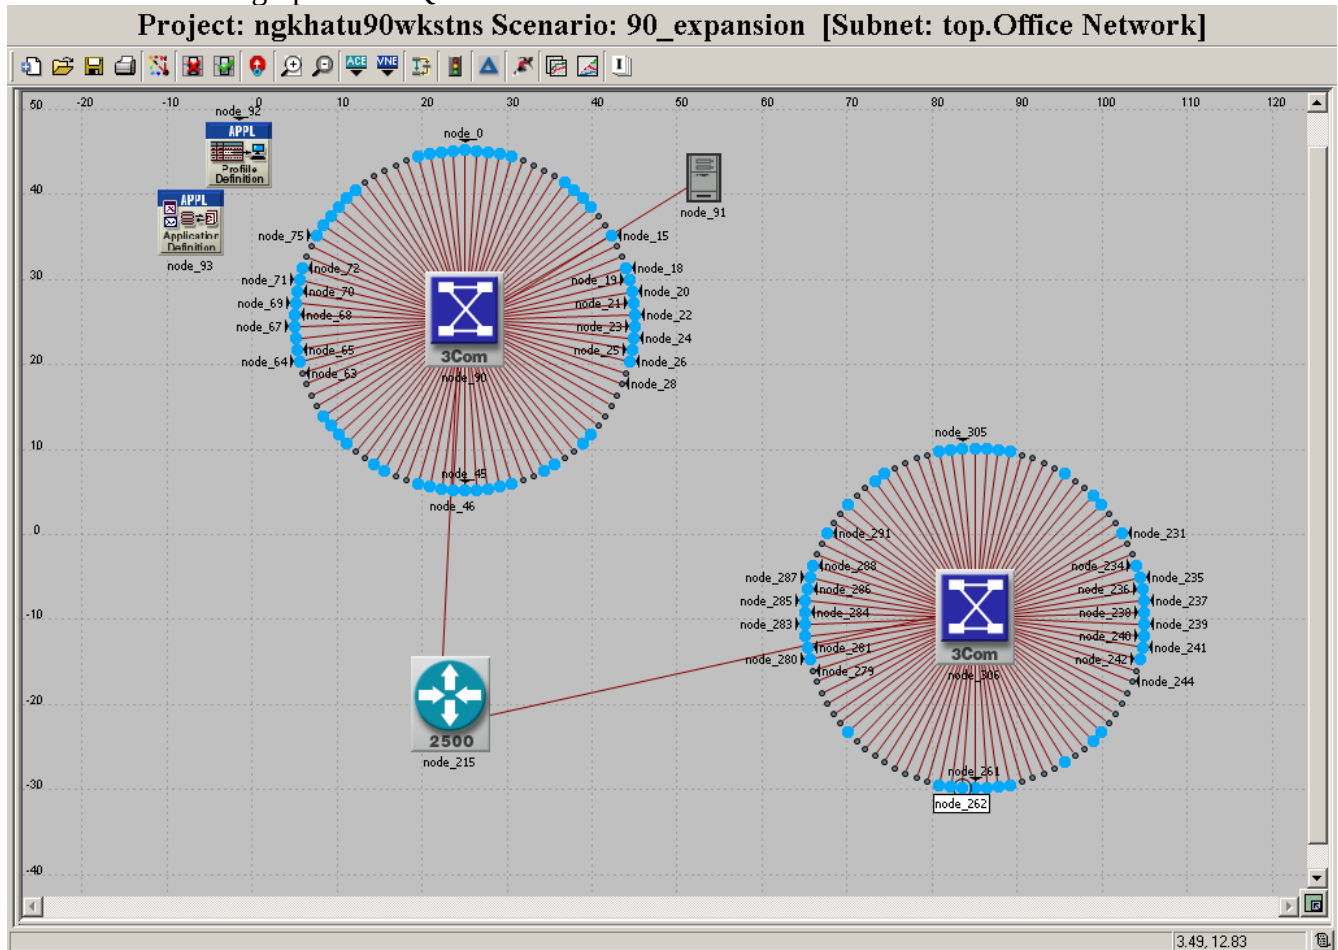 Project: ngkhatu90wkstns Scenario: 90_expansion [Subnet: top.Office Network]
ACE VNE
50 -20 -10 0 10 20 30 40 50 60 70 80 90 100 110 120
node_92
APPL
Profile
Definition
node_0
40
APPL
Application
Definition
node_93
node_91
node_75
node_15
30
node_72
node_18
node_71
node_19
node_70
node_20
node_69
node_21
node_68
node_22
node_67
node_23
node_24
node_65
node_25
20
node_64
node_26
node_63
node_28
3Com
node_90
10
node_305
node_45
node_46
0
node_291
node_231
node_288
node_234
node_287
node_235
node_286
node_236
node_285
node_237
-10
node_284
node_238
node_283
node_239
node_240
node_281
node_241
node_280
node_242
node_279
node_244
3Com
node_306
-20
2500
node_215
node_261
-30
node_262
-40
3.49, 12.83